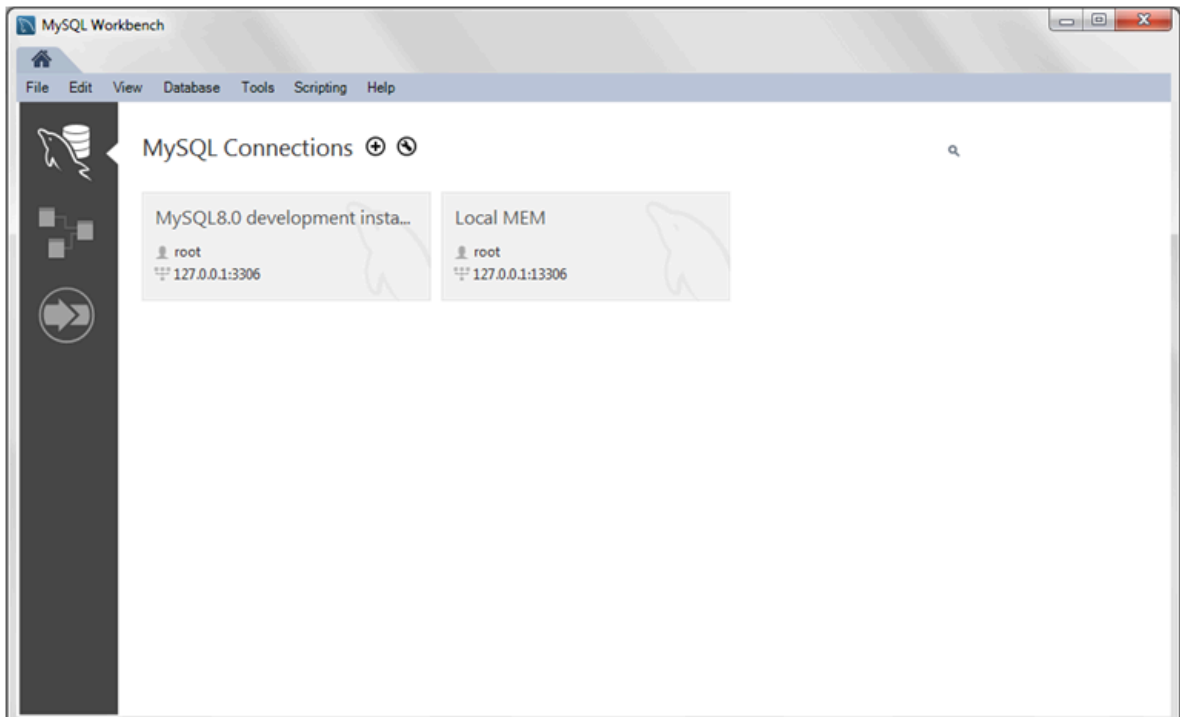 MySQL Workbench
File Edit View Database Tools Scripting Help
MySQL Connections
MySQL8.0 development insta...
root
127.0.0.1:3306
Local MEM
root
127.0.0.1:13306